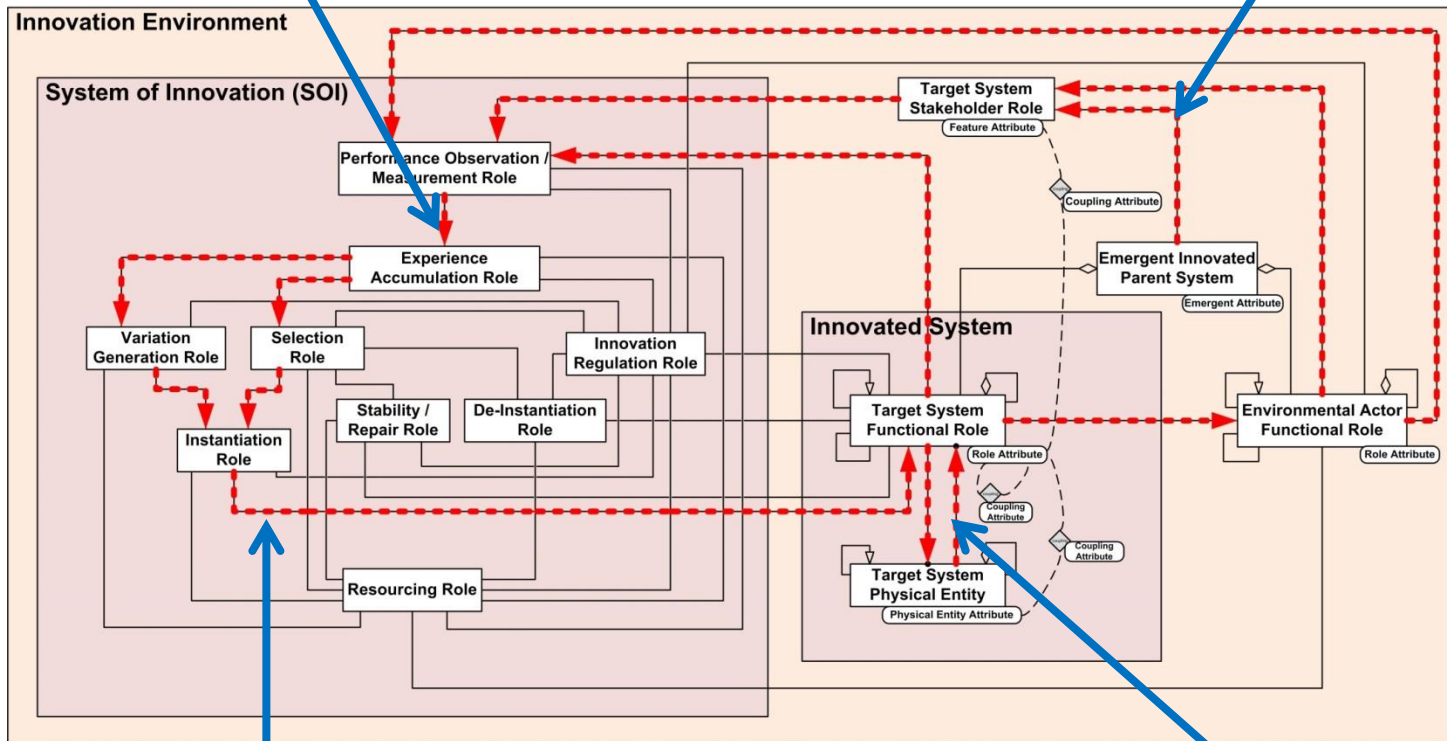 Innovation Environment
System of Innovation (SOI)
Target System
Stakeholder Role
Feature Attribute
Performance Observation /
Measurement Role
Coupling Attribute
Experience
Accumulation Role
Emergent Innovated
Parent System
Emergent Attribute
Innovated System
Variation
Generation Role
Selection
Role
Innovation
Regulation Role
Stability /
Repair Role
De-Instantiation
Role
Target System
Functional Role
Role Attribute
Environmental Actor
Functional Role
Role Attribute
Instantiation
Role
Coupling
Attribute
Coupling
Attribute
Resourcing Role
Target System
Physical Entity
Physical Entity Attribute